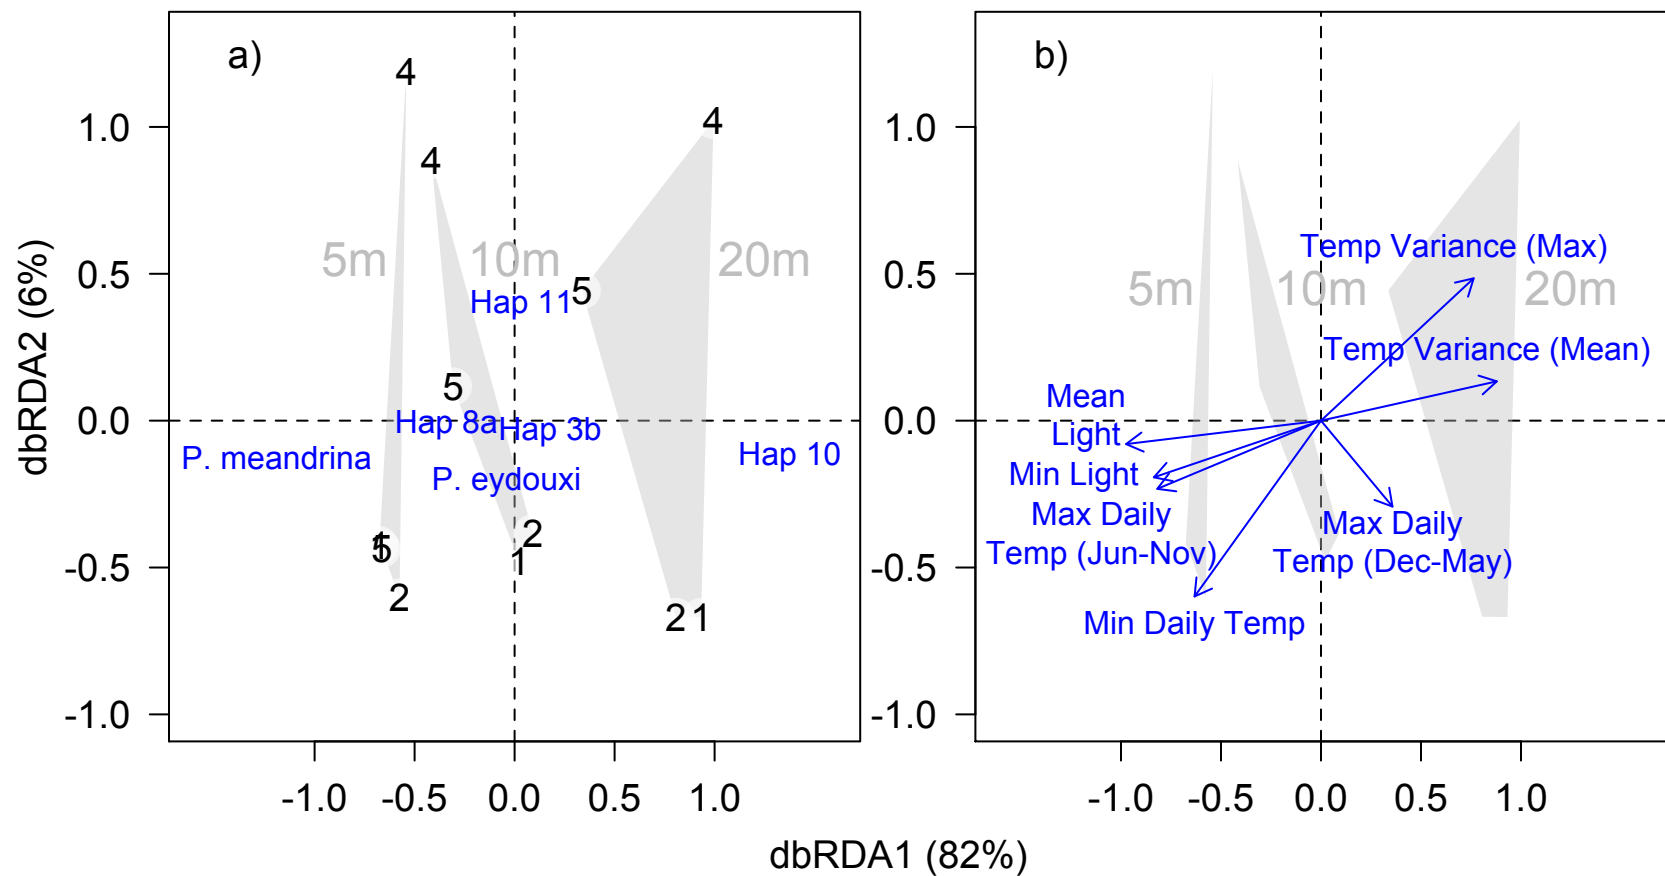 a)
4
4
4
5m
10m
20m
5
Hap 11
5
Hap 8a
Hap 3b
P. meandrina
Hap 10
P. eydouxi
1
5
2
1
2
2
1
1.0
0.5
0.0
-0.5
-1.0
dbRDA2 (6%)
-1.0
-0.5
0.0
0.5
1.0
b)
Temp Variance (Max)
5m
10m
20m
Temp Variance (Mean)
Mean
Light
Min Light
Max Daily
Temp (Jun-Nov)
Max Daily
Temp (Dec-May)
Min Daily Temp
1.0
0.5
0.0
-0.5
-1.0
-1.0
-0.5
0.0
0.5
1.0
dbRDA1 (82%)